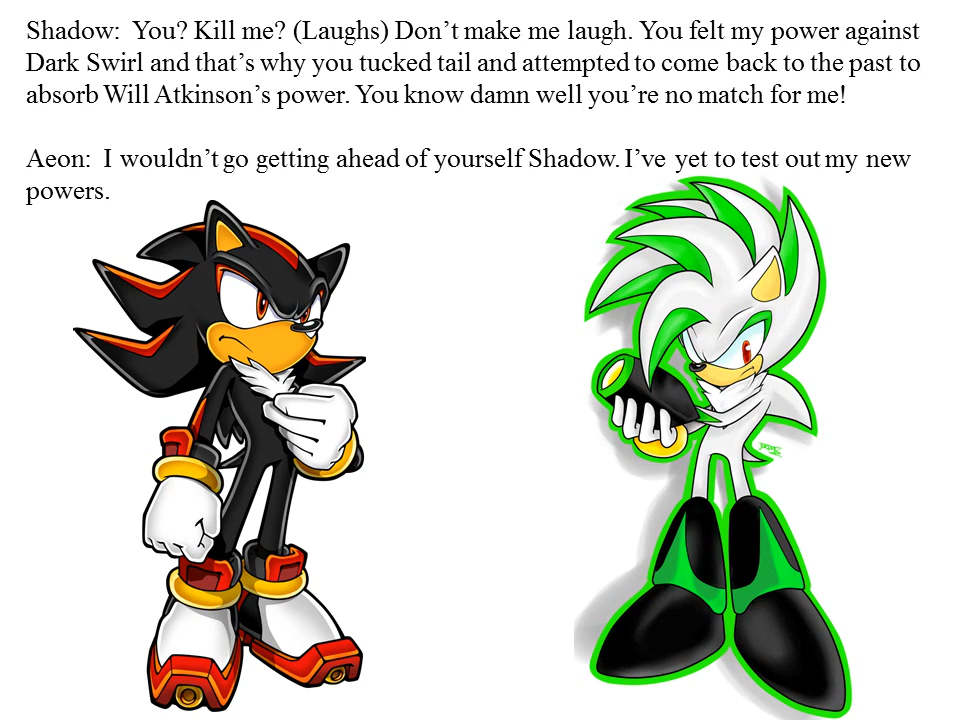 Shadow:  You? Kill me? (Laughs) Don’t make me laugh. You felt my power against
Dark Swirl and that’s why you tucked tail and attempted to come back to the past to
absorb Will Atkinson’s power. You know damn well you’re no match for me!
Aeon:  I wouldn’t go getting ahead of yourself Shadow. I’ve yet to test out my new
powers.